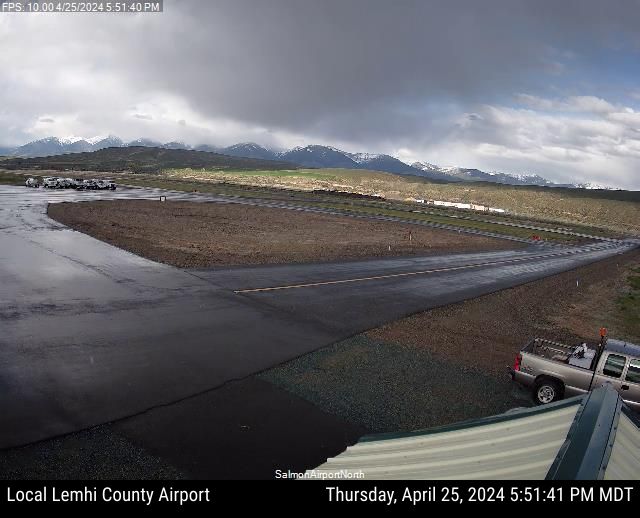 FPS: 10.00 4/25/2024 5:51:40 PM
SalmonAirportNorth
Local Lemhi County Airport
Thursday, April 25, 2024 5:51:41 PM MDT